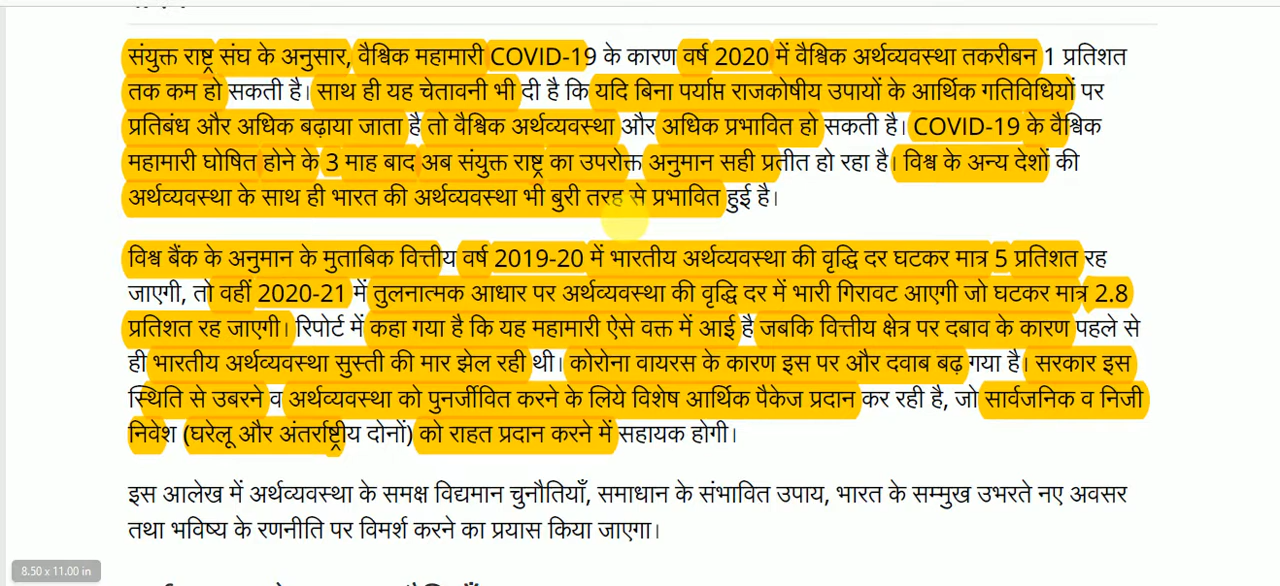 संयुक्त राष्ट्र संघ के अनुसार, वैश्विक महामारी COVID-19 के कारण वर्ष 2020 में वैश्विक अर्थव्यवस्था तकरीबन 1 प्रतिशत
तक कम हो सकती है। साथ ही यह चेतावनी भी दी है कि यदि बिना पर्याप्त राजकोषीय उपायों के आर्थिक गतिविधियों पर
प्रतिबंध और अधिक बढ़ाया जाता है तो वैश्विक अर्थव्यवस्था और अधिक प्रभावित हो सकती है। COVID-19 के वैश्विक
महामारी घोषित होने के 3 माह बाद अब संयुक्त राष्ट्र का उपरोक्त अनुमान सही प्रतीत हो रहा है। विश्व के अन्य देशों की
अर्थव्यवस्था के साथ ही भारत की अर्थव्यवस्था भी बुरी तरह से प्रभावित हुई है।
विश्व बैंक के अनुमान के मुताबिक वित्तीय वर्ष 2019-20 में भारतीय अर्थव्यवस्था की वृद्धि दर घटकर मात्र 5 प्रतिशत रह
जाएगी, तो वहीं 2020-21 में तुलनात्मक आधार पर अर्थव्यवस्था की वृद्धि दर में भारी गिरावट आएगी जो घटकर मात्र 2.8
प्रतिशत रह जाएगी। रिपोर्ट में कहा गया है कि यह महामारी ऐसे वक्त में आई है जबकि वित्तीय क्षेत्र पर दबाव के कारण पहले से
ही भारतीय अर्थव्यवस्था सुस्ती की मार झेल रही थी। कोरोना वायरस के कारण इस पर और दवाब बढ़ गया है। सरकार इस
स्थिति से उबरने व अर्थव्यवस्था को पुनर्जीवित करने के लिये विशेष आर्थिक पैकेज प्रदान कर रही है, जो सार्वजनिक व निजी
निवेश (घरेलू और अंतर्राष्ट्रीय दोनों) को राहत प्रदान करने में सहायक होगी।
इस आलेख में अर्थव्यवस्था के समक्ष विद्यमान चुनौतियाँ, समाधान के संभावित उपाय, भारत के सम्मुख उभरते नए अवसर
तथा भविष्य के रणनीति पर विमर्श करने का प्रयास किया जाएगा।
8.50 x 11.00 in